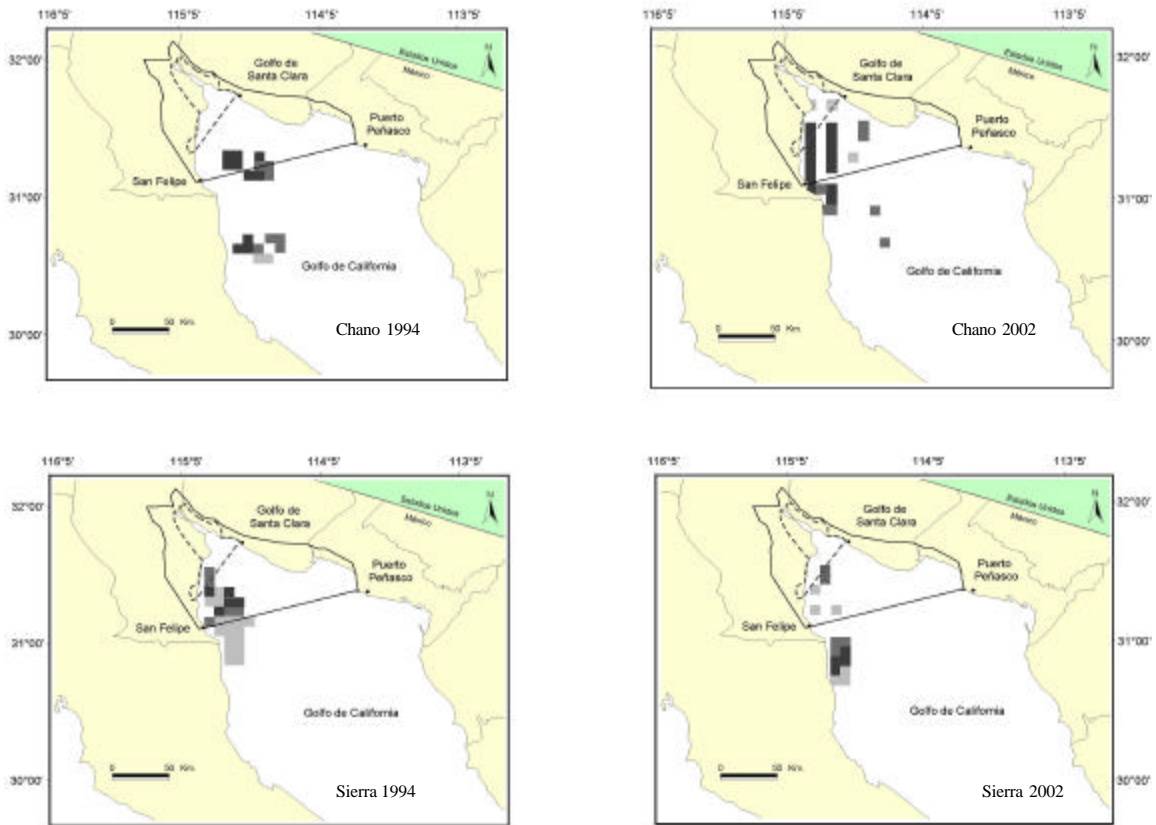 116°5'
115°5'
114°5'
113°5'
32°00'
31°00'
30°00'
Estados Unidos
México
N
Golfo de
Santa Clara
Puerto
Peñasco
San Felipe
Golfo de California
0 50 Km.
Chano 1994
116°5'
115°5'
114°5'
113°5'
32°00'
31°00'
30°00'
Estados Unidos
México
N
Golfo de
Santa Clara
Puerto
Peñasco
San Felipe
Golfo de California
0 50 Km.
Chano 2002
116°5'
115°5'
114°5'
113°5'
32°00'
31°00'
30°00'
Estados Unidos
México
N
Golfo de
Santa Clara
Puerto
Peñasco
San Felipe
Golfo de California
0 50 Km.
Sierra 1994
116°5'
115°5'
114°5'
113°5'
32°00'
31°00'
30°00'
Estados Unidos
México
N
Golfo de
Santa Clara
Puerto
Peñasco
San Felipe
Golfo de California
0 50 Km.
Sierra 2002